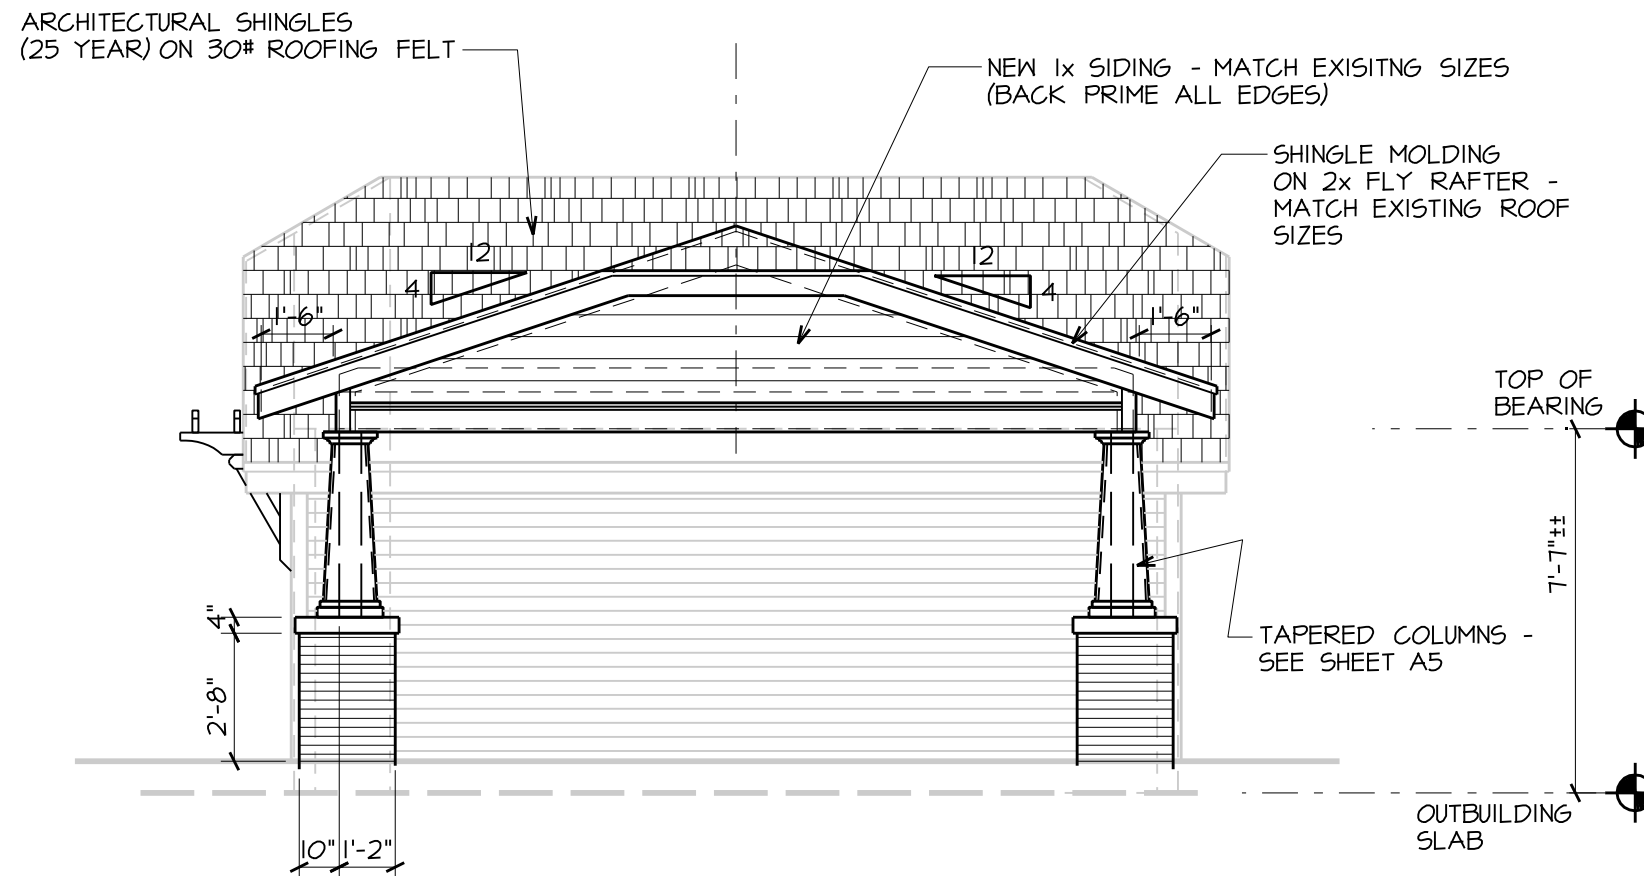 ARCHITECTURAL SHINGLES
(25 YEAR) ON 30# ROOFING FELT
NEW 1x SIDING - MATCH EXISITNG SIZES
(BACK PRIME ALL EDGES)
SHINGLE MOLDING
ON 2x FLY RAFTER -
MATCH EXISTING ROOF
SIZES
12
4
12
4
1'-6"
1'-6"
TOP OF
BEARING
7'-7"±±
4"
2'-8"
TAPERED COLUMNS -
SEE SHEET A5
OUTBUILDING
SLAB
10"
1'-2"